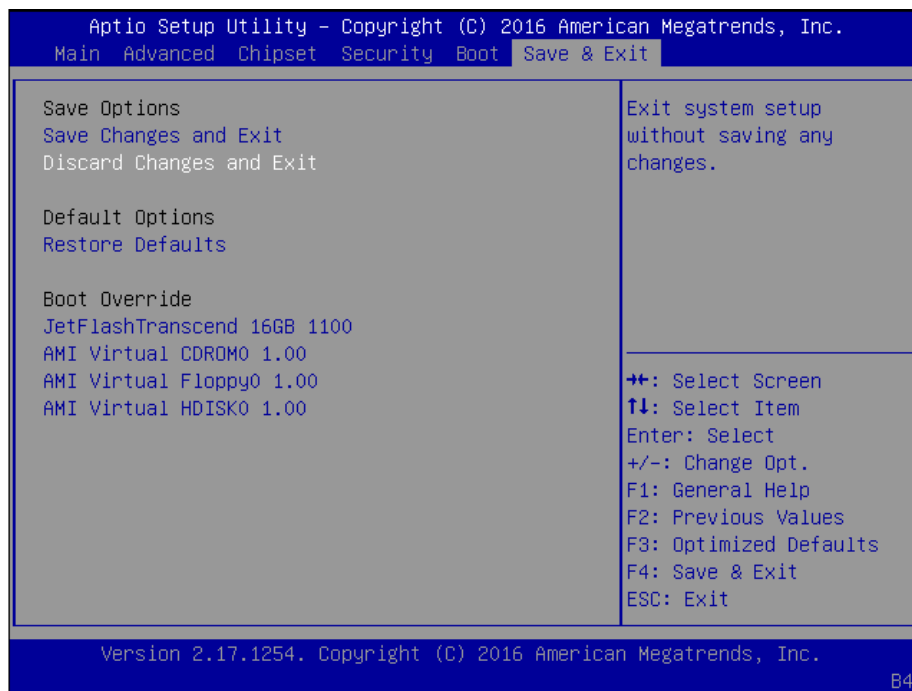 Aptio Setup Utility – Copyright (C) 2016 American Megatrends, Inc.
Main Advanced Chipset Security Boot Save & Exit
Save Options
Save Changes and Exit
Discard Changes and Exit
Default Options
Restore Defaults
Boot Override
JetFlashTranscend 16GB 1100
AMI Virtual CDROM0 1.00
AMI Virtual Floppy0 1.00
AMI Virtual HDISK0 1.00
Exit system setup
without saving any
changes.
→←: Select Screen
↑↓: Select Item
Enter: Select
+/-: Change Opt.
F1: General Help
F2: Previous Values
F3: Optimized Defaults
F4: Save & Exit
ESC: Exit
Version 2.17.1254. Copyright (C) 2016 American Megatrends, Inc.
B4